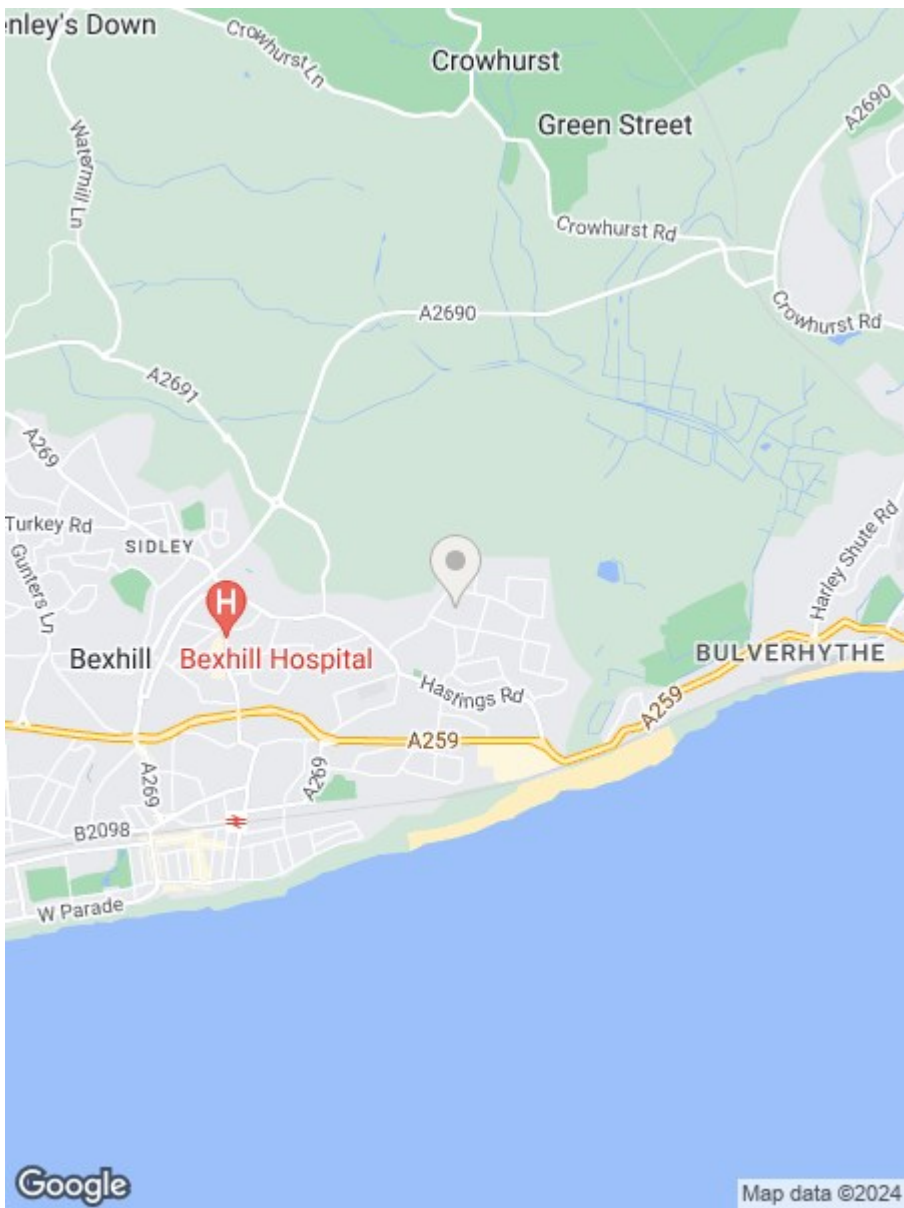 enley's Down
Crowhurst Ln
Crowhurst
Green Street
A2690
Watermill Ln
Crowhurst Rd
A2690
Crowhurst Rd
A2691
A269
Turkey Rd
SIDLEY
Gunters Ln
Harley Shute Rd
H
Bexhill
Bexhill Hospital
BULVERHYTHE
Hastings Rd
A259
A259
A269
A269
B2098
W Parade
Google
Map data ©2024